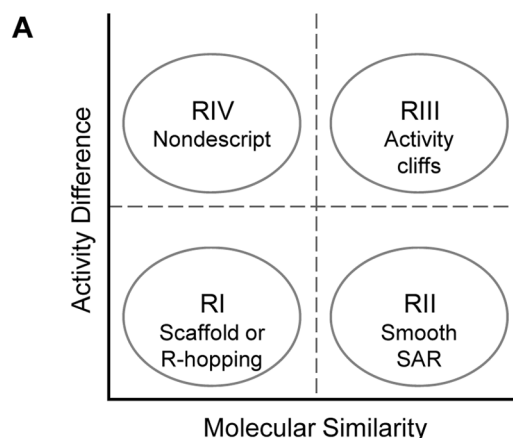 A
Activity Difference
RIV
Nondescript
RIII
Activity
cliffs
RI
Scaffold or
R-hopping
RII
Smooth
SAR
Molecular Similarity